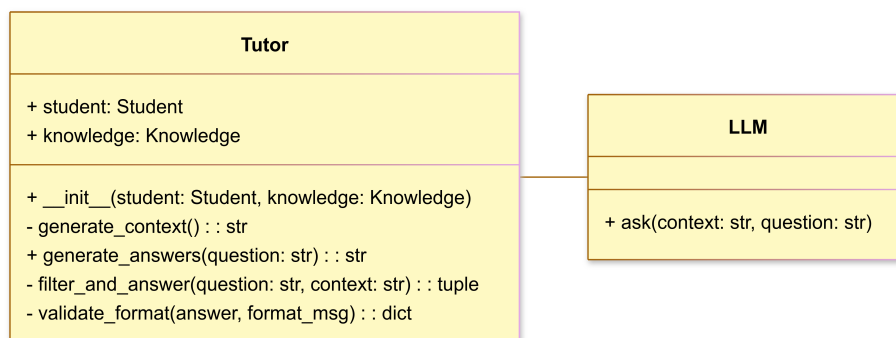 Tutor
+ student: Student
+ knowledge: Knowledge
+ __init__(student: Student, knowledge: Knowledge)
- generate_context() : : str
+ generate_answers(question: str) : : str
- filter_and_answer(question: str, context: str) : : tuple
- validate_format(answer, format_msg) : : dict
LLM
+ ask(context: str, question: str)